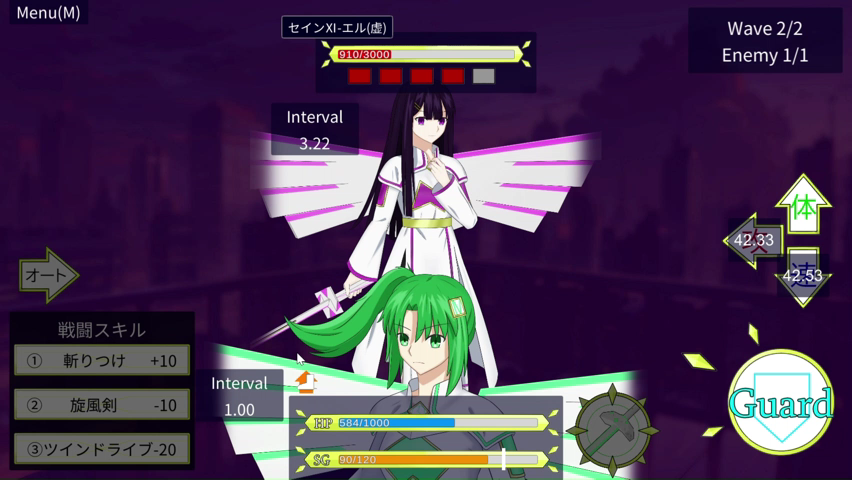 Menu(M)
セインXI-エル(虚)
910/3000
Wave 2/2
Enemy 1/1
Interval
3.22
体
攻
42.33
速
42.53
オート
戦闘スキル
① 斬りつけ +10
② 旋風剣 -10
③ツインドライブ-20
Interval
1.00
HP 584/1000
SG 90/120
Guard